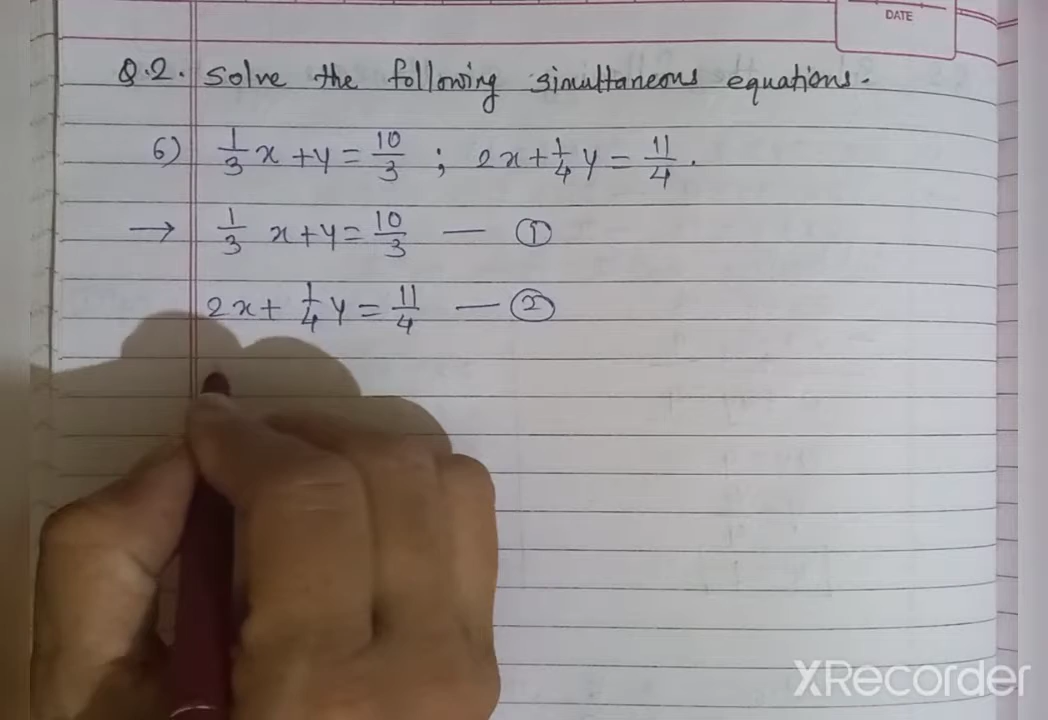 DATE
Q.2. Solve the following simultaneous equations.
6) 1/3 x + y = 10/3 ; 2x + 1/4 y = 11/4.
→ 1/3 x + y = 10/3 — ①
2x + 1/4 y = 11/4 — ②
XRecorder